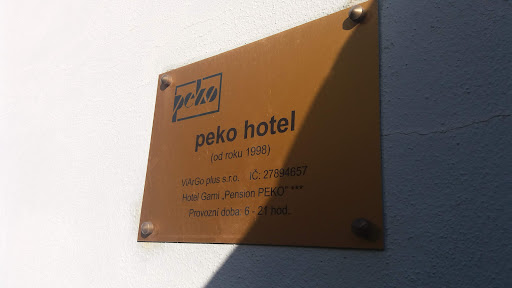 peko
peko hotel
(od roku 1998)
ViArGo plus s.r.o. IČ: 27894657
Hotel Garni „Pension PEKO" ***
Provozní doba: 6 - 21 hod.